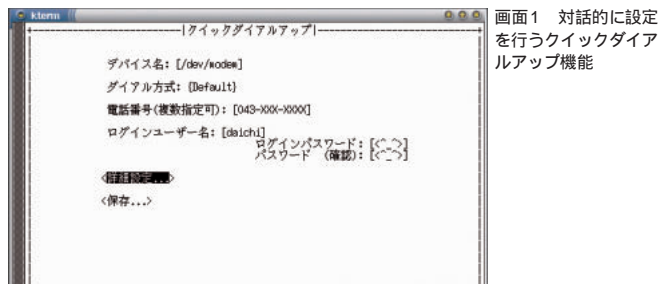 kterm
クイックダイアルアップ
デバイス名: [/dev/modem]
ダイアル方式: {Default}
電話番号(複数指定可): [043-XXX-XXXX]
ログインユーザー名: [daichi]
ログインパスワード: [<^_^>]
パスワード (確認): [<^_^>]
<詳細設定...>
<保存...>
画面1 対話的に設定
を行うクイックダイア
ルアップ機能